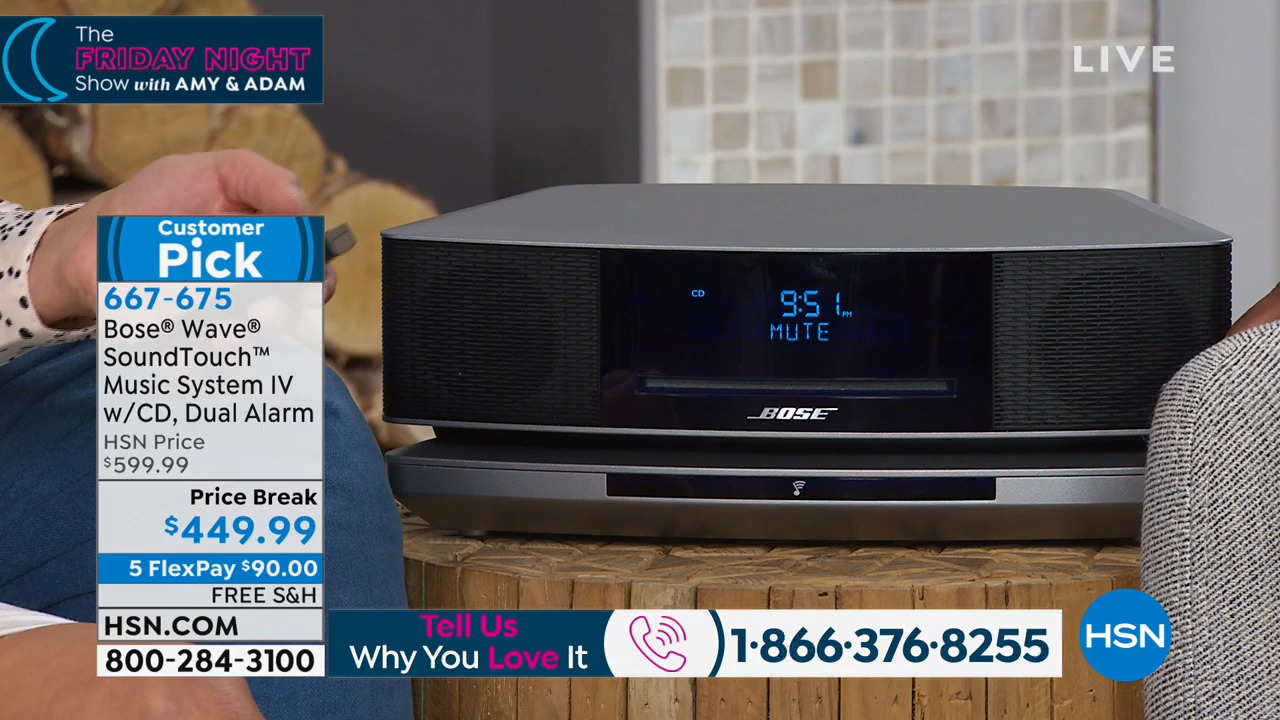 The
FRIDAY NIGHT
Show with AMY & ADAM
LIVE
Customer
Pick
667-675
Bose® Wave®
SoundTouch™
Music System IV
w/CD, Dual Alarm
HSN Price
$599.99
Price Break
$449.99
5 FlexPay $90.00
FREE S&H
HSN.COM
800-284-3100
CD
9:51 PM
MUTE
BOSE
Tell Us
Why You Love It
1•866•376•8255
HSN